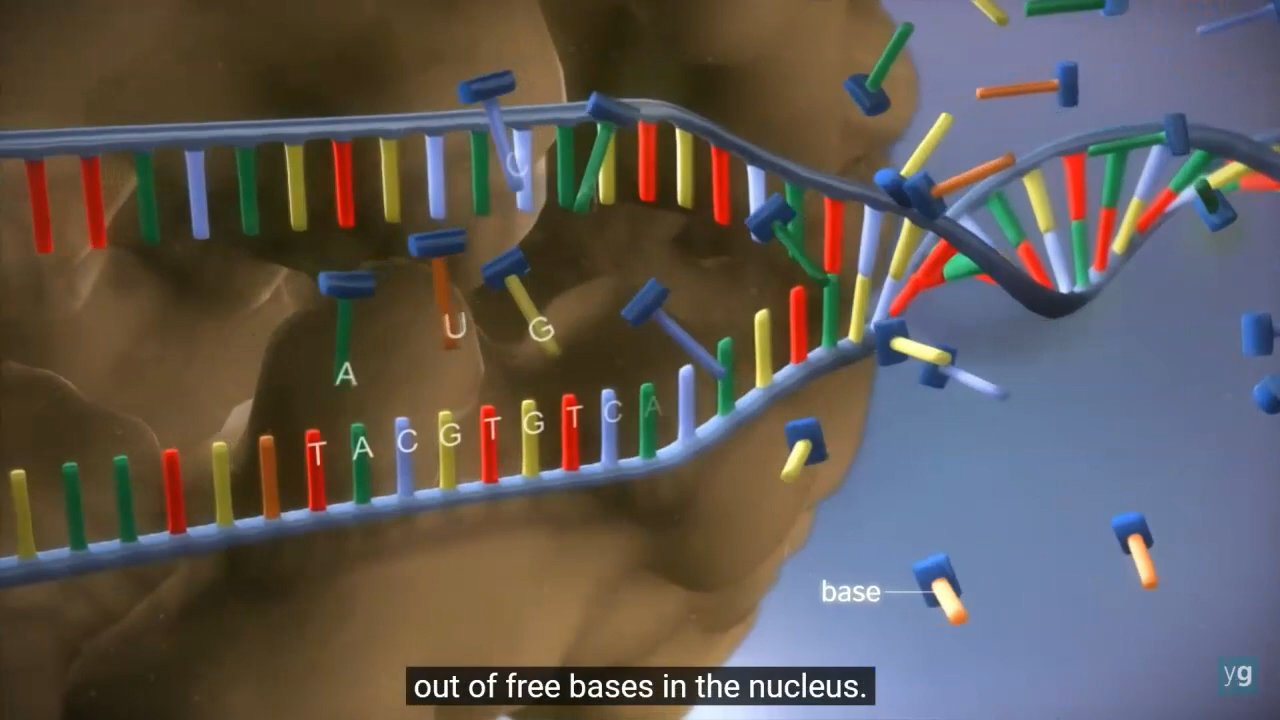 C
U
G
A
T A C G T G T C A
base
out of free bases in the nucleus.
yg